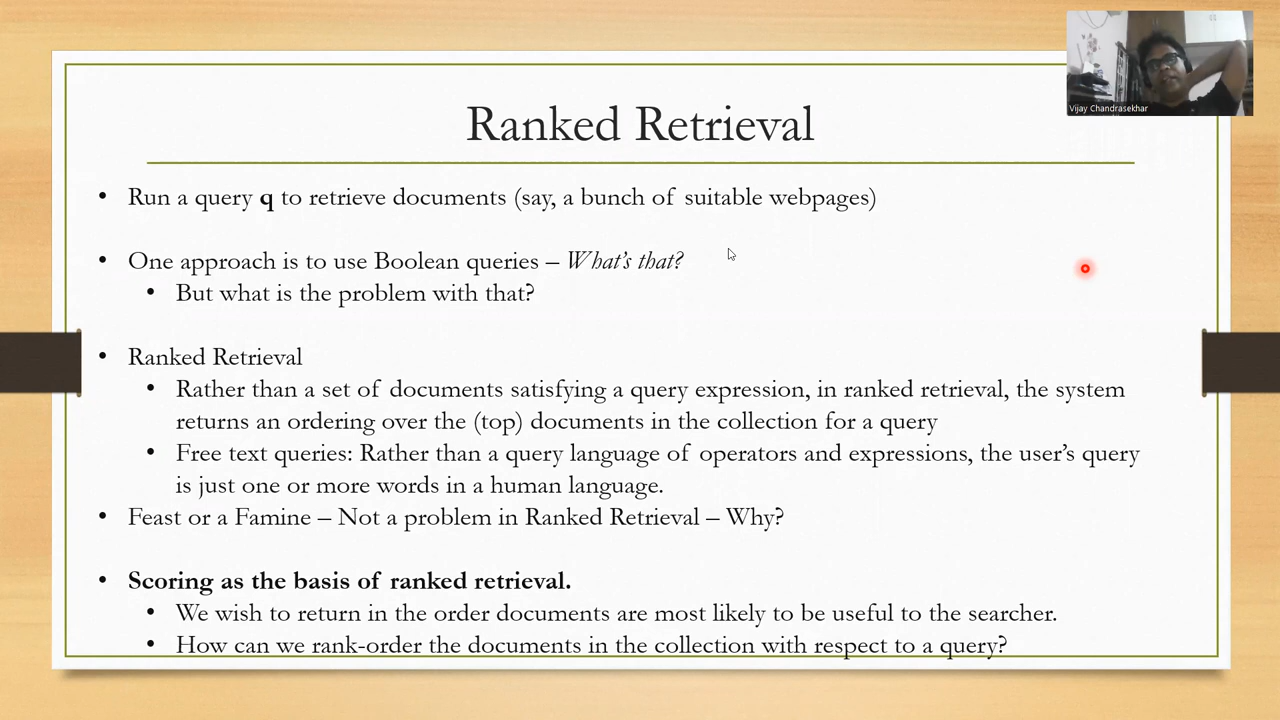 Vijay Chandrasekhar
Ranked Retrieval
• Run a query q to retrieve documents (say, a bunch of suitable webpages)
• One approach is to use Boolean queries – What's that?
• But what is the problem with that?
• Ranked Retrieval
• Rather than a set of documents satisfying a query expression, in ranked retrieval, the system
returns an ordering over the (top) documents in the collection for a query
• Free text queries: Rather than a query language of operators and expressions, the user's query
is just one or more words in a human language.
• Feast or a Famine – Not a problem in Ranked Retrieval – Why?
• Scoring as the basis of ranked retrieval.
• We wish to return in the order documents are most likely to be useful to the searcher.
• How can we rank-order the documents in the collection with respect to a query?